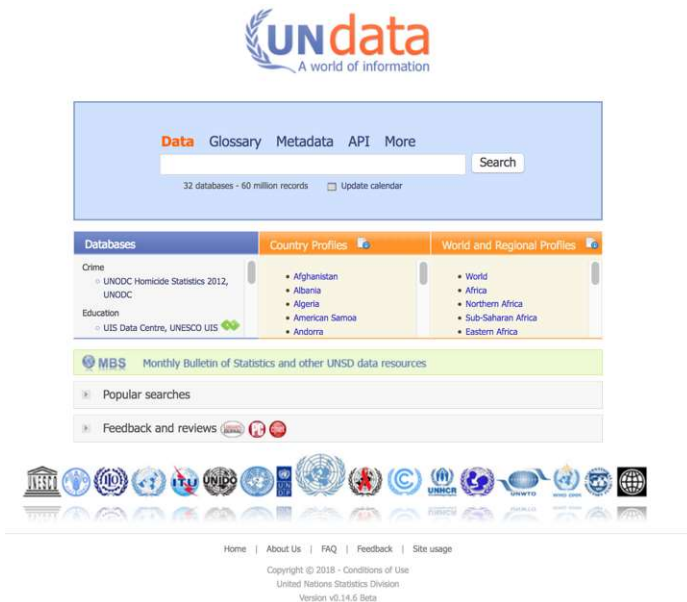 UNdata
A world of information
Data Glossary Metadata API More
Search
32 databases - 60 million records Update calendar
Databases
Country Profiles
World and Regional Profiles
Crime
UNODC Homicide Statistics 2012,
UNODC
Education
UIS Data Centre, UNESCO UIS
Afghanistan
Albania
Algeria
American Samoa
Andorra
World
Africa
Northern Africa
Sub-Saharan Africa
Eastern Africa
MBS Monthly Bulletin of Statistics and other UNSD data resources
Popular searches
Feedback and reviews
ITU
UNIDO
UNHCR
UNWTO
Home | About Us | FAQ | Feedback | Site usage
Copyright © 2018 - Conditions of Use
United Nations Statistics Division
Version v0.14.6 Beta